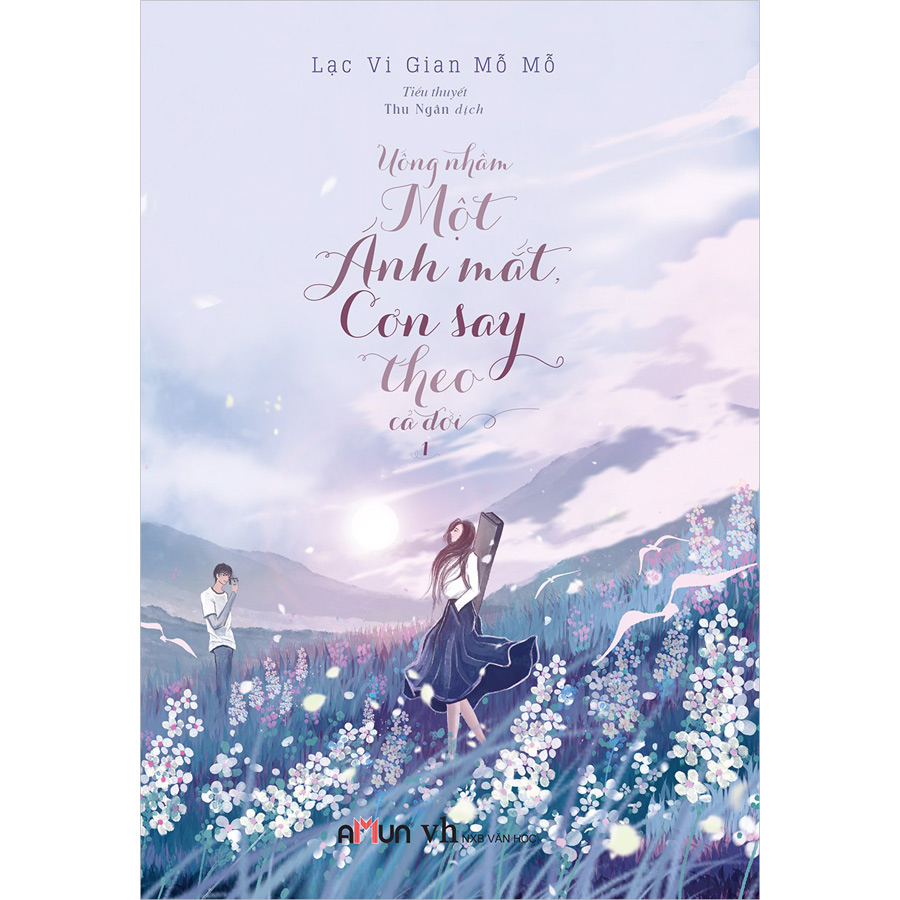 Lạc Vi Gian Mỗ Mỗ
Tiểu thuyết
Thu Ngân dịch
Uống nhầm
Một
Ánh mắt,
Cơn say
theo
cả đời
1
AMUN vh NXB VĂN HỌC